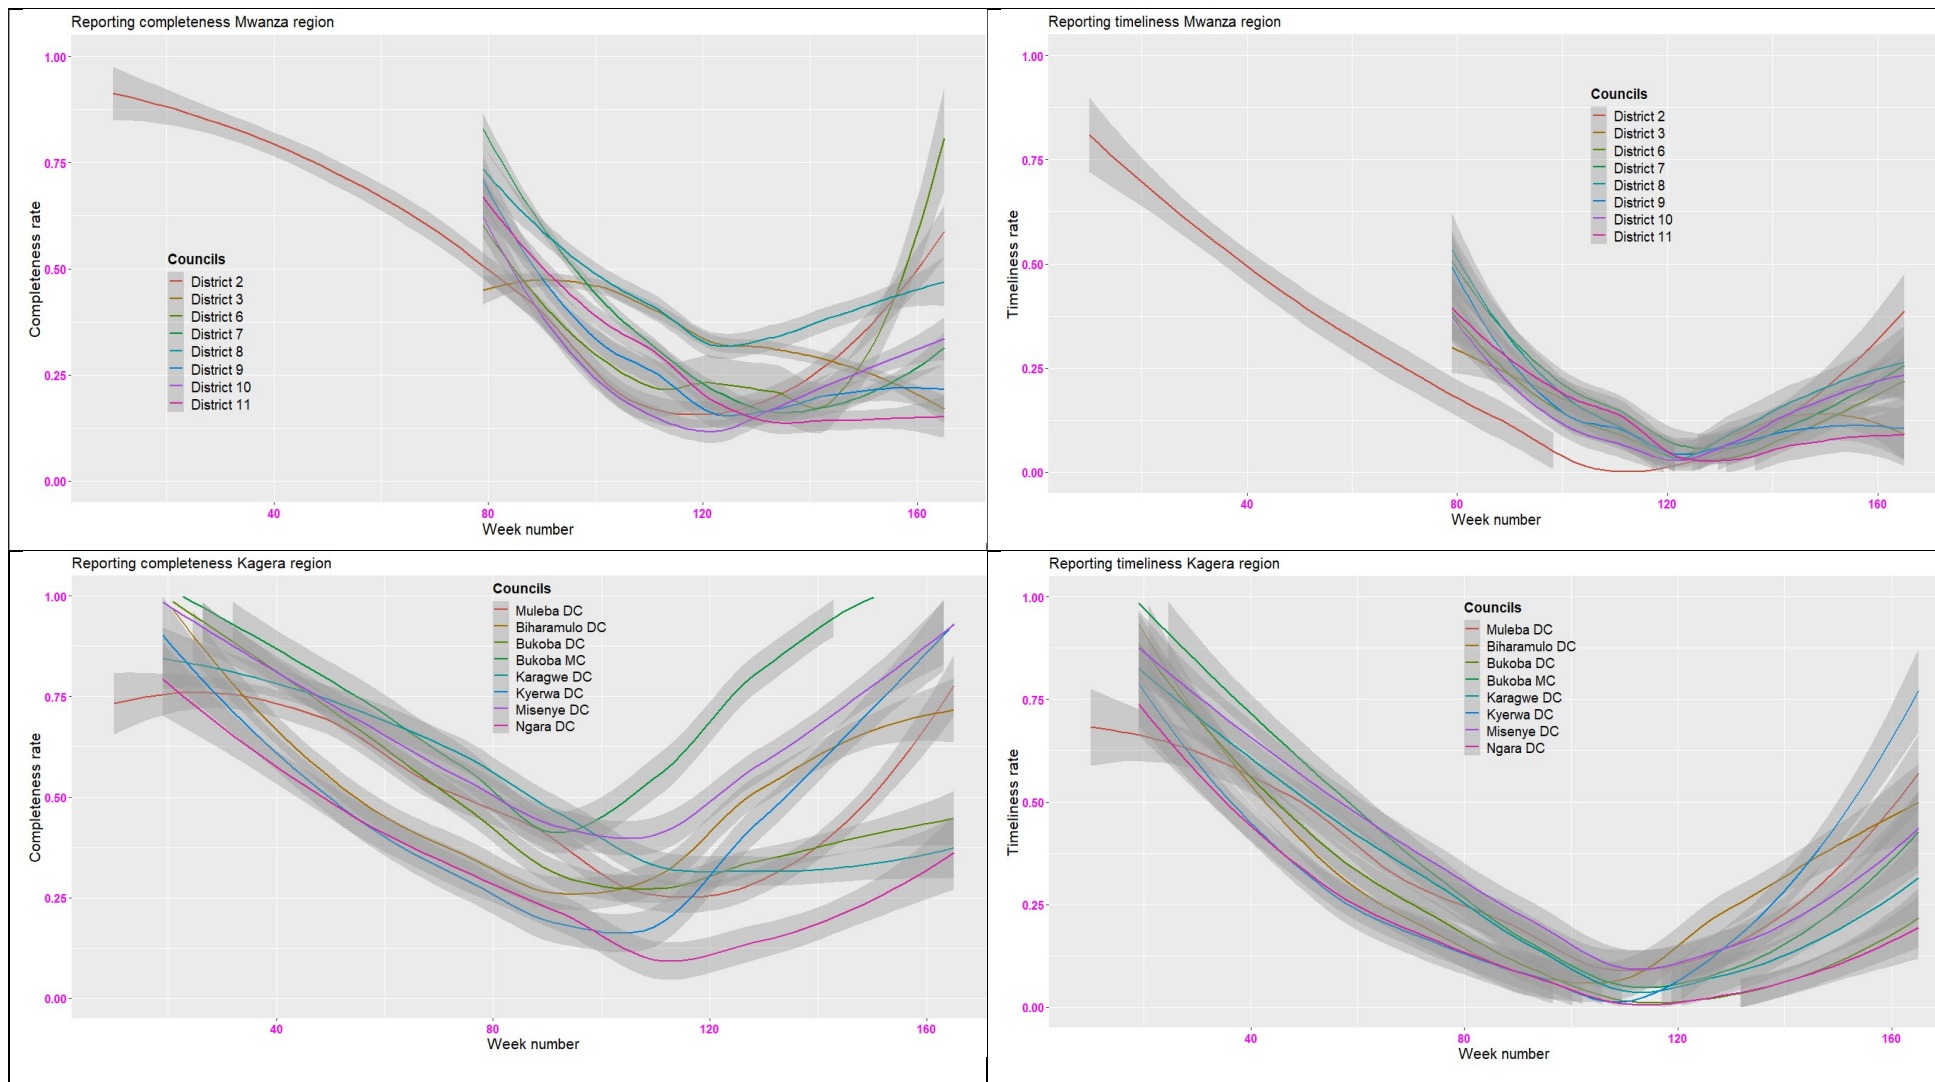 Reporting completeness Mwanza region
1.00
0.75
0.50
0.25
0.00
Completeness rate
Councils
District 2
District 3
District 6
District 7
District 8
District 9
District 10
District 11
40
80
120
160
Week number
Reporting timeliness Mwanza region
1.00
0.75
0.50
0.25
0.00
Timeliness rate
Councils
District 2
District 3
District 6
District 7
District 8
District 9
District 10
District 11
40
80
120
160
Week number
Reporting completeness Kagera region
1.00
0.75
0.50
0.25
0.00
Completeness rate
Councils
Muleba DC
Biharamulo DC
Bukoba DC
Bukoba MC
Karagwe DC
Kyerwa DC
Misenye DC
Ngara DC
40
80
120
160
Week number
Reporting timeliness Kagera region
1.00
0.75
0.50
0.25
0.00
Timeliness rate
Councils
Muleba DC
Biharamulo DC
Bukoba DC
Bukoba MC
Karagwe DC
Kyerwa DC
Misenye DC
Ngara DC
40
80
120
160
Week number